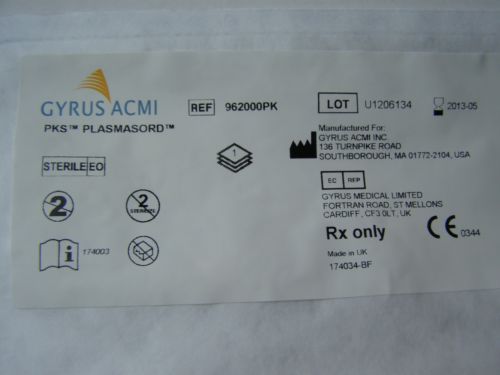 GYRUS ACMI
PKS™ PLASMASORD™
REF 962000PK
LOT U1206134
2013-05
STERILE EO
1
Manufactured For:
GYRUS ACMI INC.
136 TURNPIKE ROAD
SOUTHBOROUGH, MA 01772-2104, USA
EC REP
GYRUS MEDICAL LIMITED
FORTRAN ROAD, ST MELLONS
CARDIFF, CF3 0LT, UK
2
2
STERILIZE
i 174003
Rx only
CE 0344
Made in UK
174034-BF